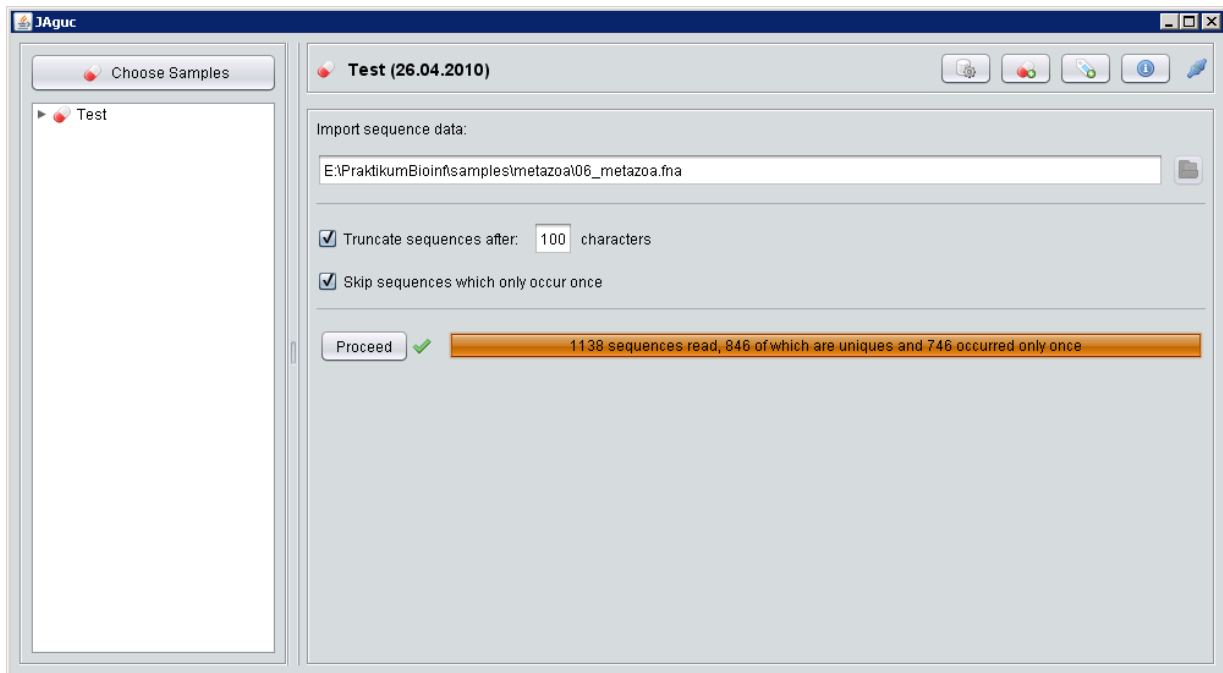 JAguc
Choose Samples
Test
Test (26.04.2010)
Import sequence data:
E:\PraktikumBioinf\samples\metazoa\06_metazoa.fna
Truncate sequences after: 100 characters
Skip sequences which only occur once
Proceed 1138 sequences read, 846 of which are uniques and 746 occurred only once